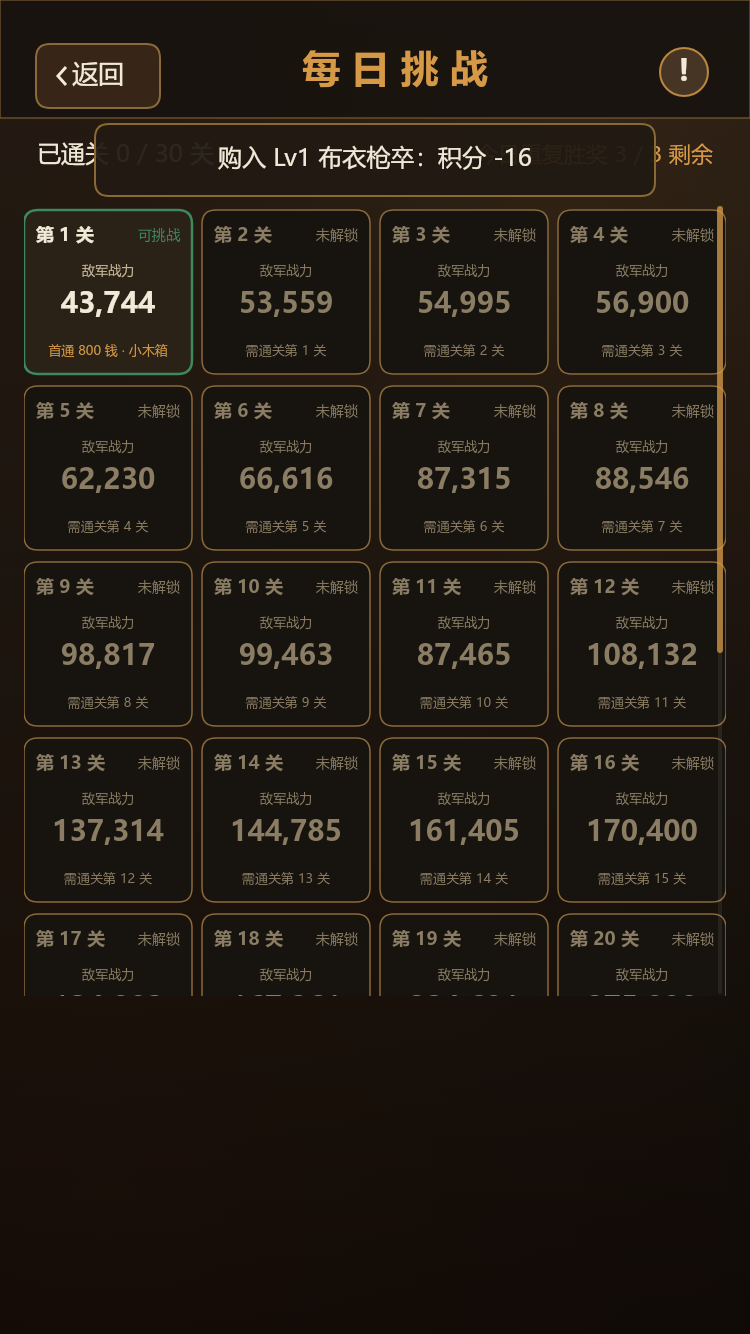 返回
每日挑战
!
已通关 0 / 30 关
复胜奖 3 / 3 剩余
购入 Lv1 布衣枪卒：积分 -16
第 1 关 可挑战
敌军战力
43,744
首通 800 钱 · 小木箱
第 2 关 未解锁
敌军战力
53,559
需通关第 1 关
第 3 关 未解锁
敌军战力
54,995
需通关第 2 关
第 4 关 未解锁
敌军战力
56,900
需通关第 3 关
第 5 关 未解锁
敌军战力
62,230
需通关第 4 关
第 6 关 未解锁
敌军战力
66,616
需通关第 5 关
第 7 关 未解锁
敌军战力
87,315
需通关第 6 关
第 8 关 未解锁
敌军战力
88,546
需通关第 7 关
第 9 关 未解锁
敌军战力
98,817
需通关第 8 关
第 10 关 未解锁
敌军战力
99,463
需通关第 9 关
第 11 关 未解锁
敌军战力
87,465
需通关第 10 关
第 12 关 未解锁
敌军战力
108,132
需通关第 11 关
第 13 关 未解锁
敌军战力
137,314
需通关第 12 关
第 14 关 未解锁
敌军战力
144,785
需通关第 13 关
第 15 关 未解锁
敌军战力
161,405
需通关第 14 关
第 16 关 未解锁
敌军战力
170,400
需通关第 15 关
第 17 关 未解锁
敌军战力
第 18 关 未解锁
敌军战力
第 19 关 未解锁
敌军战力
第 20 关 未解锁
敌军战力